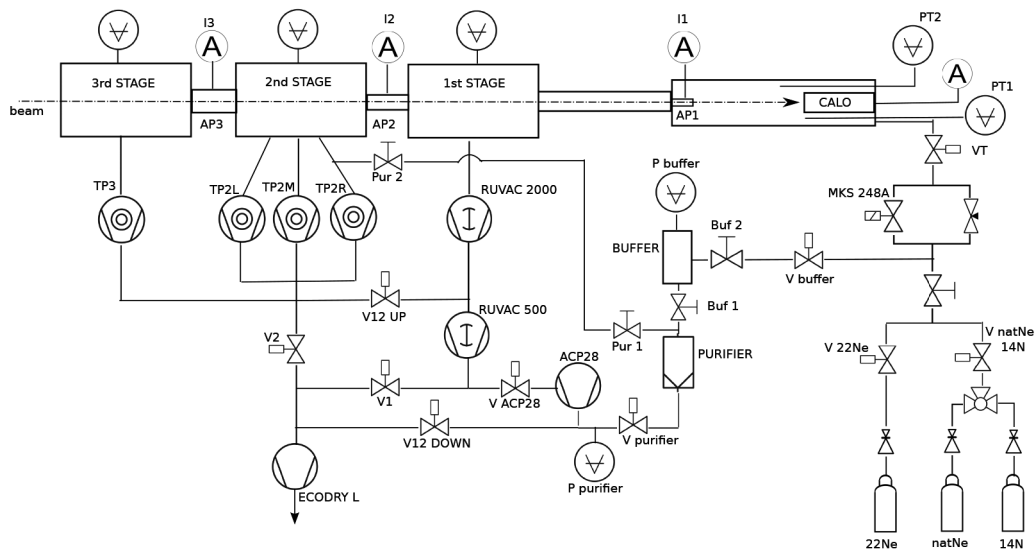 I3
I2
I1
PT2
A
A
A
A
3rd STAGE
2nd STAGE
1st STAGE
CALO
PT1
beam
AP3
AP2
AP1
VT
Pur 2
P buffer
TP3
TP2L
TP2M
TP2R
RUVAC 2000
MKS 248A
Buf 2
BUFFER
V buffer
V12 UP
RUVAC 500
Buf 1
V2
Pur 1
PURIFIER
V 22Ne
V natNe
14N
ACP28
V1
V ACP28
V12 DOWN
V purifier
P purifier
ECODRY L
22Ne
natNe
14N